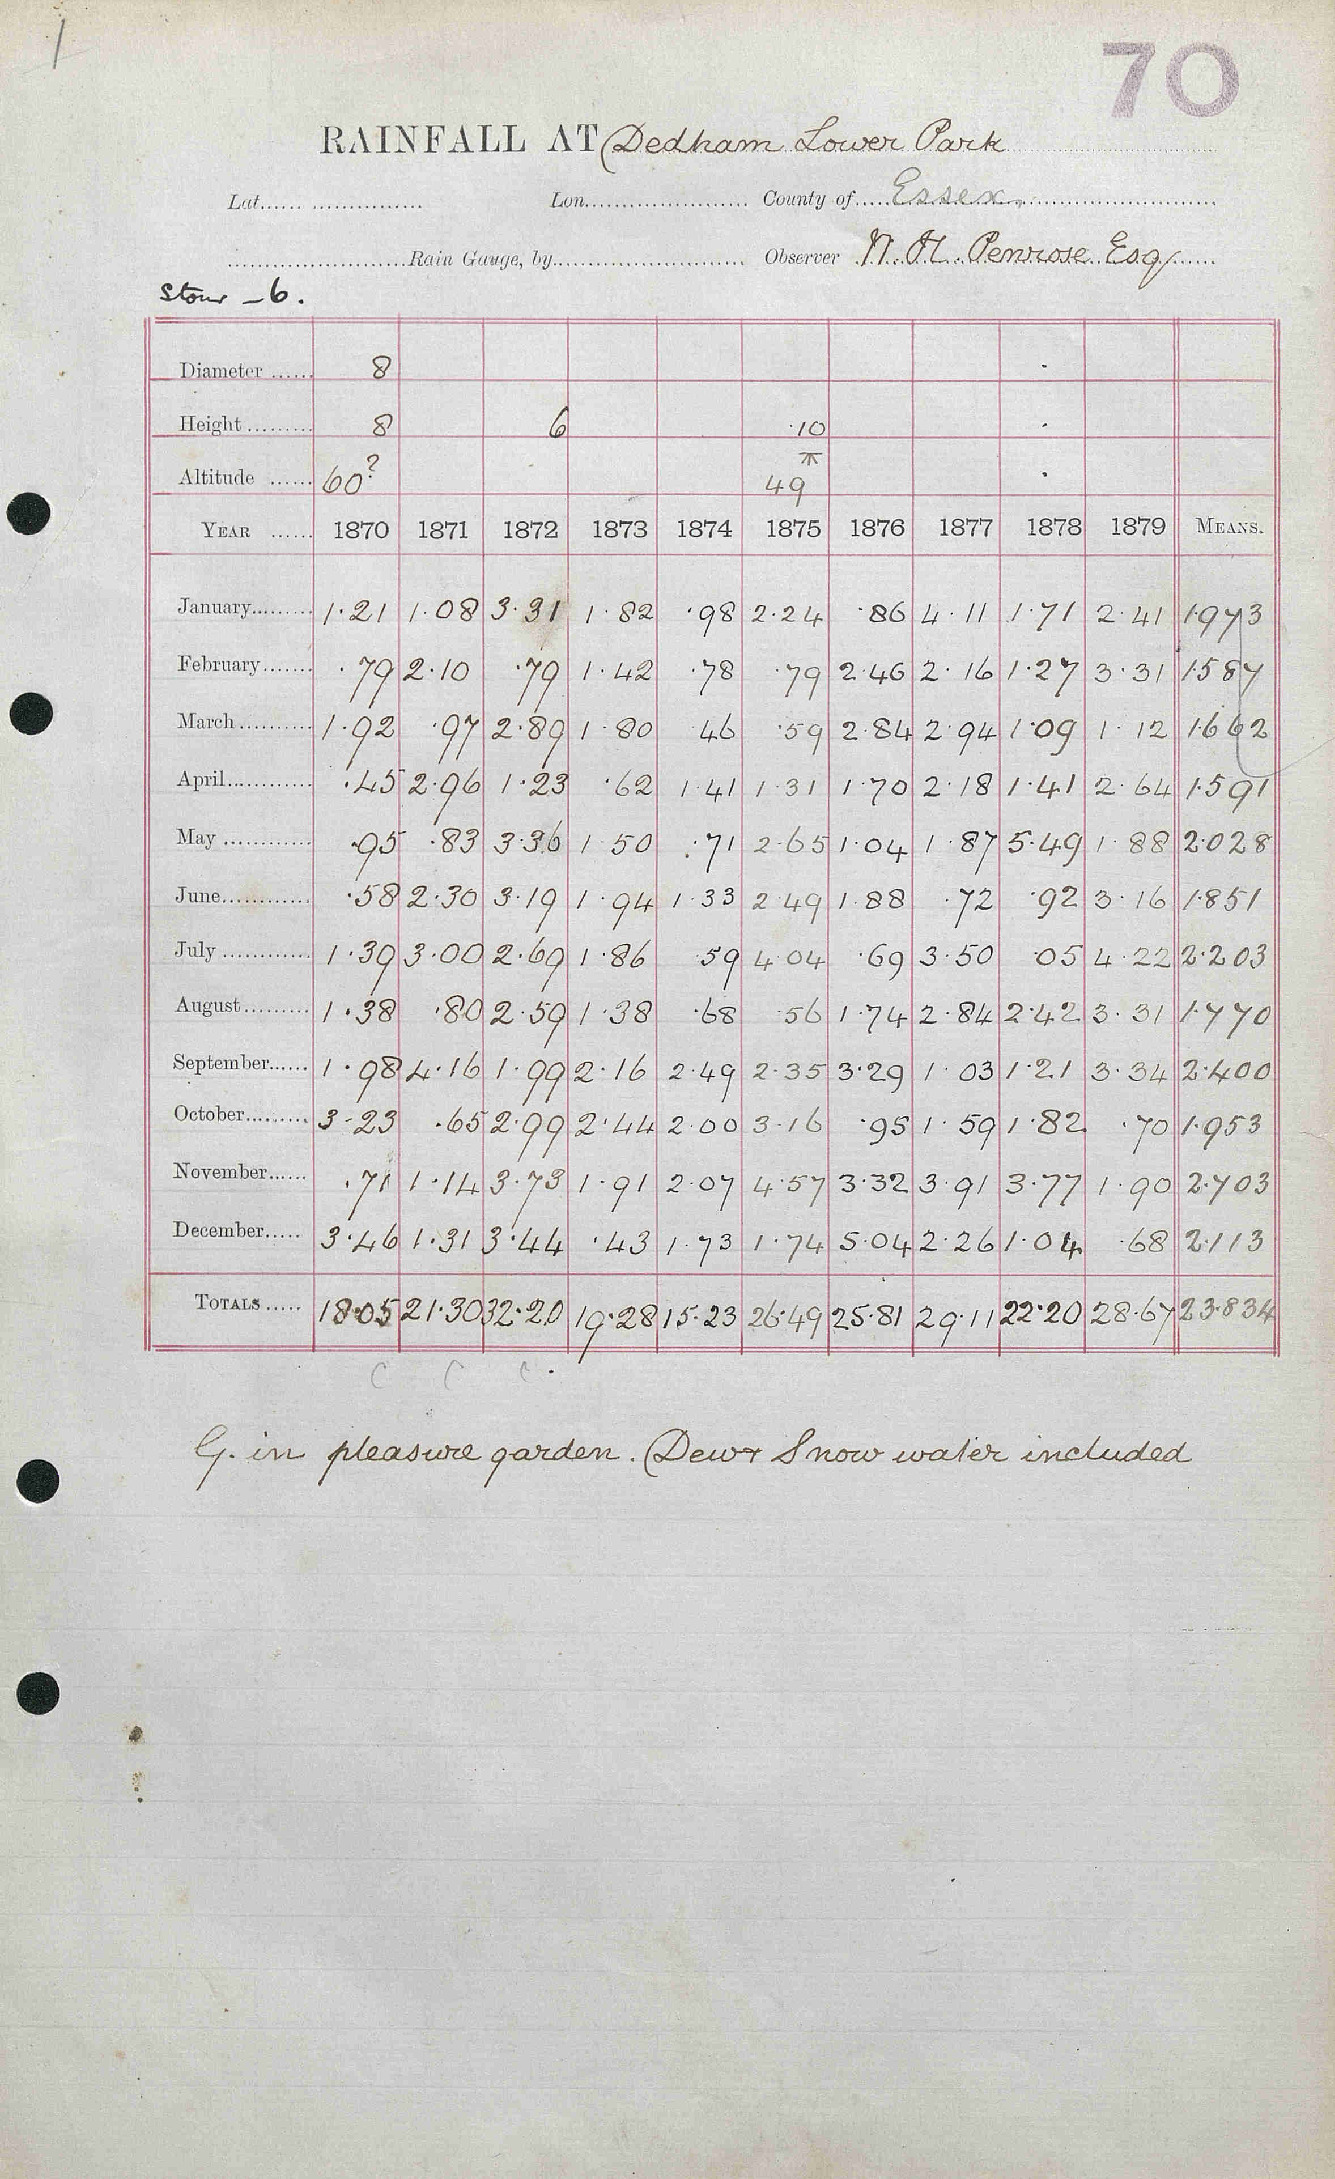 1
70
RAINFALL AT Dedham Lower Park
Lat. Lon. County of Essex.
Rain Gauge, by Observer N. H. Penrose Esq
Stour - 6.
Diameter ...... 8
Height ......... 8 6 ·10
Altitude ...... 60? 49
YEAR ...... 1870 1871 1872 1873 1874 1875 1876 1877 1878 1879 MEANS.
January......... 1·21 1·08 3·31 1·82 ·98 2·24 ·86 4·11 1·71 2·41 1·973
February....... ·79 2·10 ·79 1·42 ·78 ·79 2·46 2·16 1·27 3·31 1·587
March........... 1·92 ·97 2·89 1·80 ·46 ·59 2·84 2·94 1·09 1·12 1·662
April............ ·45 2·96 1·23 ·62 1·41 1·31 1·70 2·18 1·41 2·64 1·591
May ............ ·95 ·83 3·36 1·50 ·71 2·65 1·04 1·87 5·49 1·88 2·028
June............. ·58 2·30 3·19 1·94 1·33 2·49 1·88 ·72 ·92 3·16 1·851
July ............ 1·39 3·00 2·69 1·86 ·59 4·04 ·69 3·50 ·05 4·22 2·203
August......... 1·38 ·80 2·59 1·38 ·68 ·56 1·74 2·84 2·42 3·31 1·770
September...... 1·98 4·16 1·99 2·16 2·49 2·35 3·29 1·03 1·21 3·34 2·400
October......... 3·23 ·65 2·99 2·44 2·00 3·16 ·95 1·59 1·82 ·70 1·953
November...... ·71 1·14 3·73 1·91 2·07 4·57 3·32 3·91 3·77 1·90 2·703
December..... 3·46 1·31 3·44 ·43 1·73 1·74 5·04 2·26 1·04 ·68 2·113
TOTALS..... 18·05 21·30 32·20 19·28 15·23 26·49 25·81 29·11 22·20 28·67 23·834
C C C
G. in pleasure garden. Dew & Snow water included